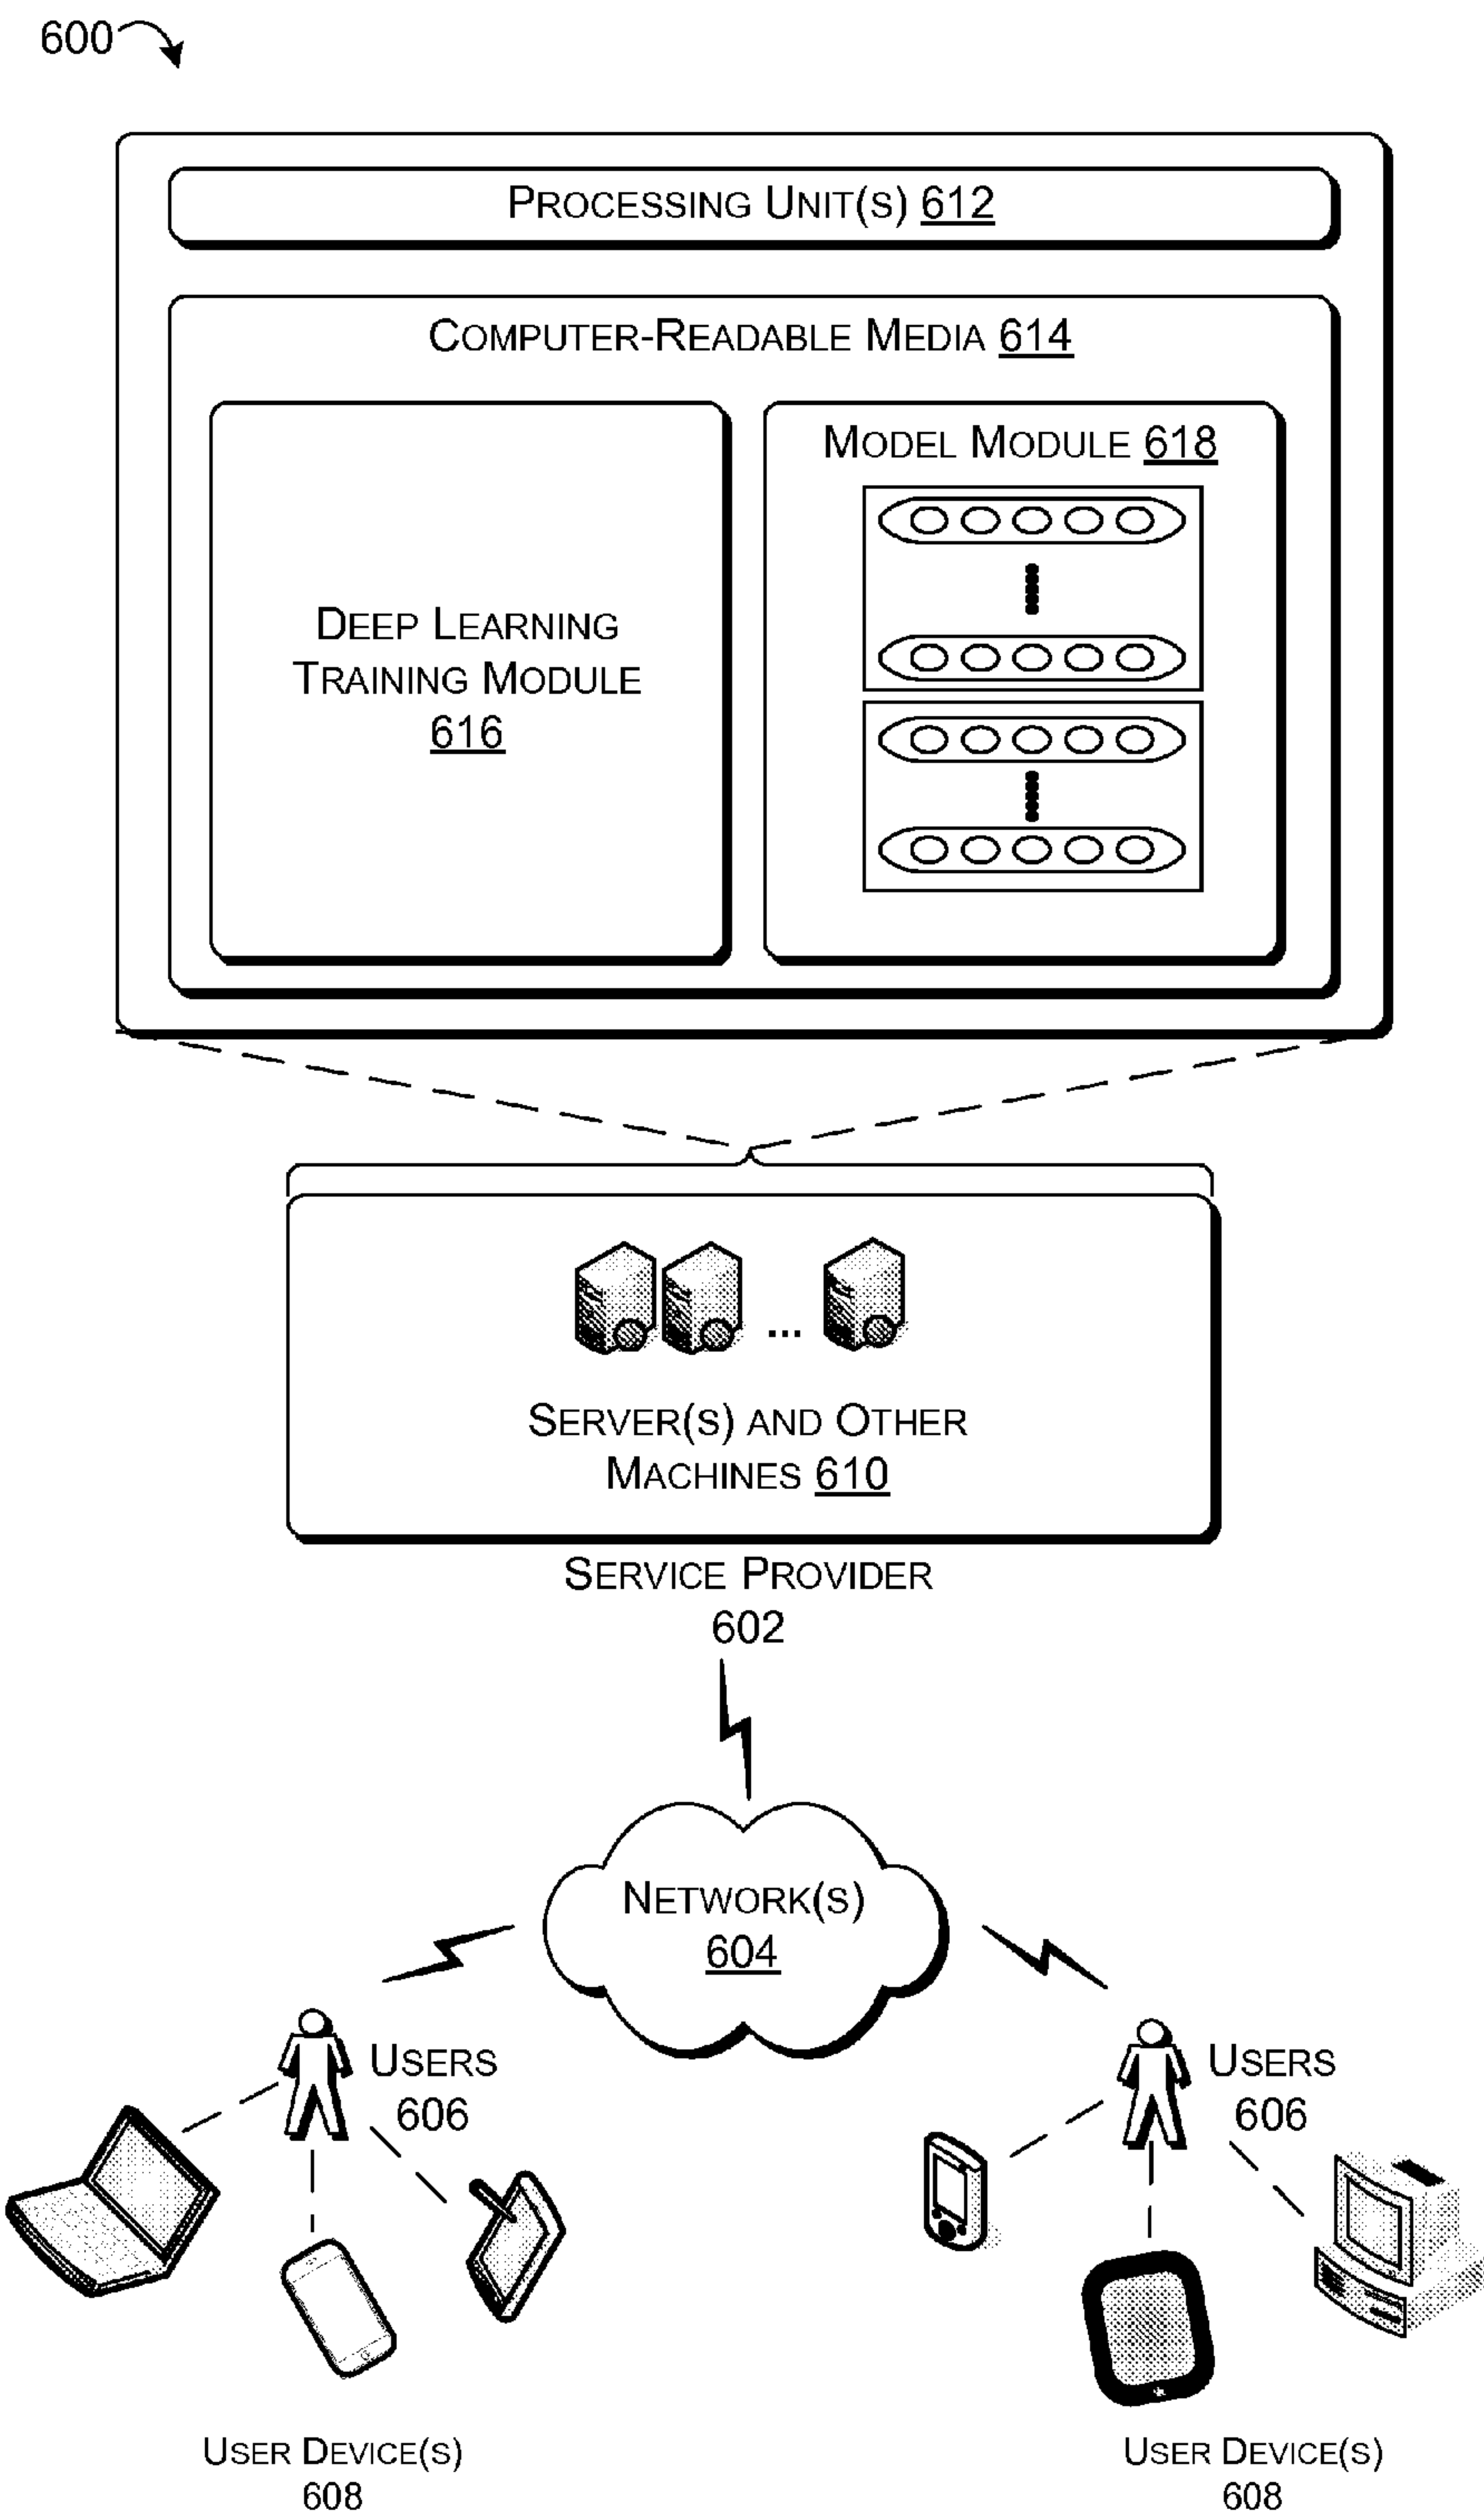 600
PROCESSING UNIT(S) 612
COMPUTER-READABLE MEDIA 614
DEEP LEARNING
TRAINING MODULE
616
MODEL MODULE 618
...
SERVER(S) AND OTHER
MACHINES 610
SERVICE PROVIDER
602
NETWORK(S)
604
USERS
606
USERS
606
USER DEVICE(S)
608
USER DEVICE(S)
608